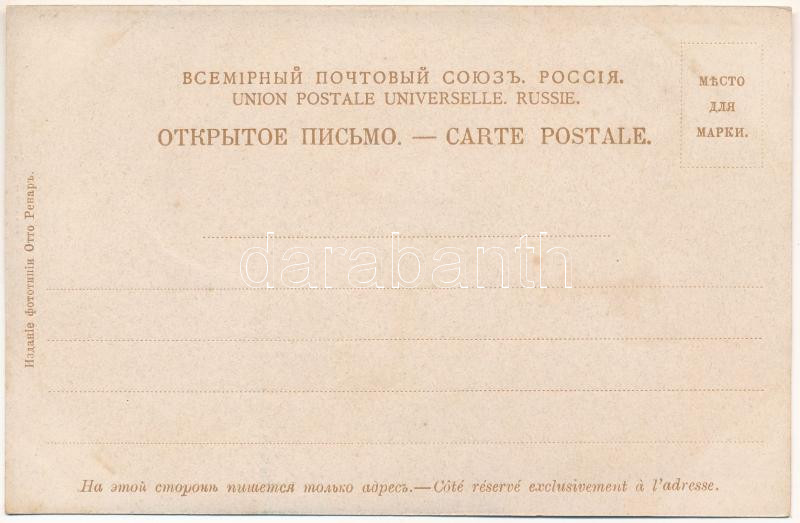 ВСЕМІРНЫЙ ПОЧТОВЫЙ СОЮЗЪ. РОССІЯ.
UNION POSTALE UNIVERSELLE. RUSSIE.
ОТКРЫТОЕ ПИСЬМО. — CARTE POSTALE.
МѢСТО
ДЛЯ
МАРКИ.
Изданіе фототипіи Отто Ренаръ.
darabanth
На этой сторонѣ пишется только адресъ.—Côté réservé exclusivement à l'adresse.